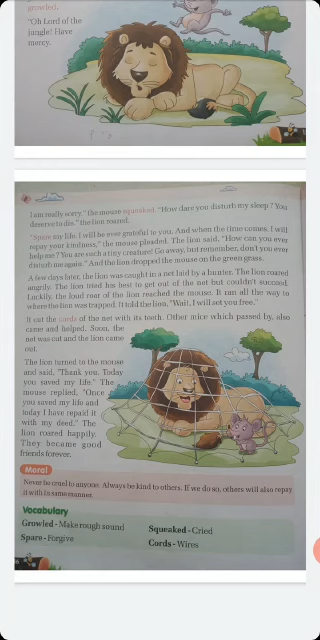 growled.
"Oh Lord of the
jungle! Have
mercy.
I am really sorry," the mouse squeaked. "How dare you disturb my sleep ? You
deserve to die." the lion roared.
"Spare my life. I will be ever grateful to you. And when the time comes, I will
repay your kindness," the mouse pleaded. The lion said, "How can you ever
help me ? You are such a tiny creature! Go away, but remember, don't you ever
disturb me again." And the lion dropped the mouse on the green grass.
A few days later, the lion was caught in a net laid by a hunter. The lion roared
angrily. The lion tried his best to get out of the net but couldn't succeed.
Luckily, the loud roar of the lion reached the mouse. It ran all the way to
where the lion was trapped. It told the lion. "Wait, I will set you free."
It cut the cords of the net with its teeth. Other mice which passed by, also
came and helped. Soon, the
net was cut and the lion came
out.
The lion turned to the mouse
and said, "Thank you. Today
you saved my life." The
mouse replied, "Once
you saved my life and
today I have repaid it
with my deed." The
lion roared happily.
They became good
friends forever.
Moral
Never be cruel to anyone. Always be kind to others. If we do so, others will also repay
it with in same manner.
Vocabulary
Growled - Make rough sound
Squeaked - Cried
Spare - Forgive
Cords - Wires